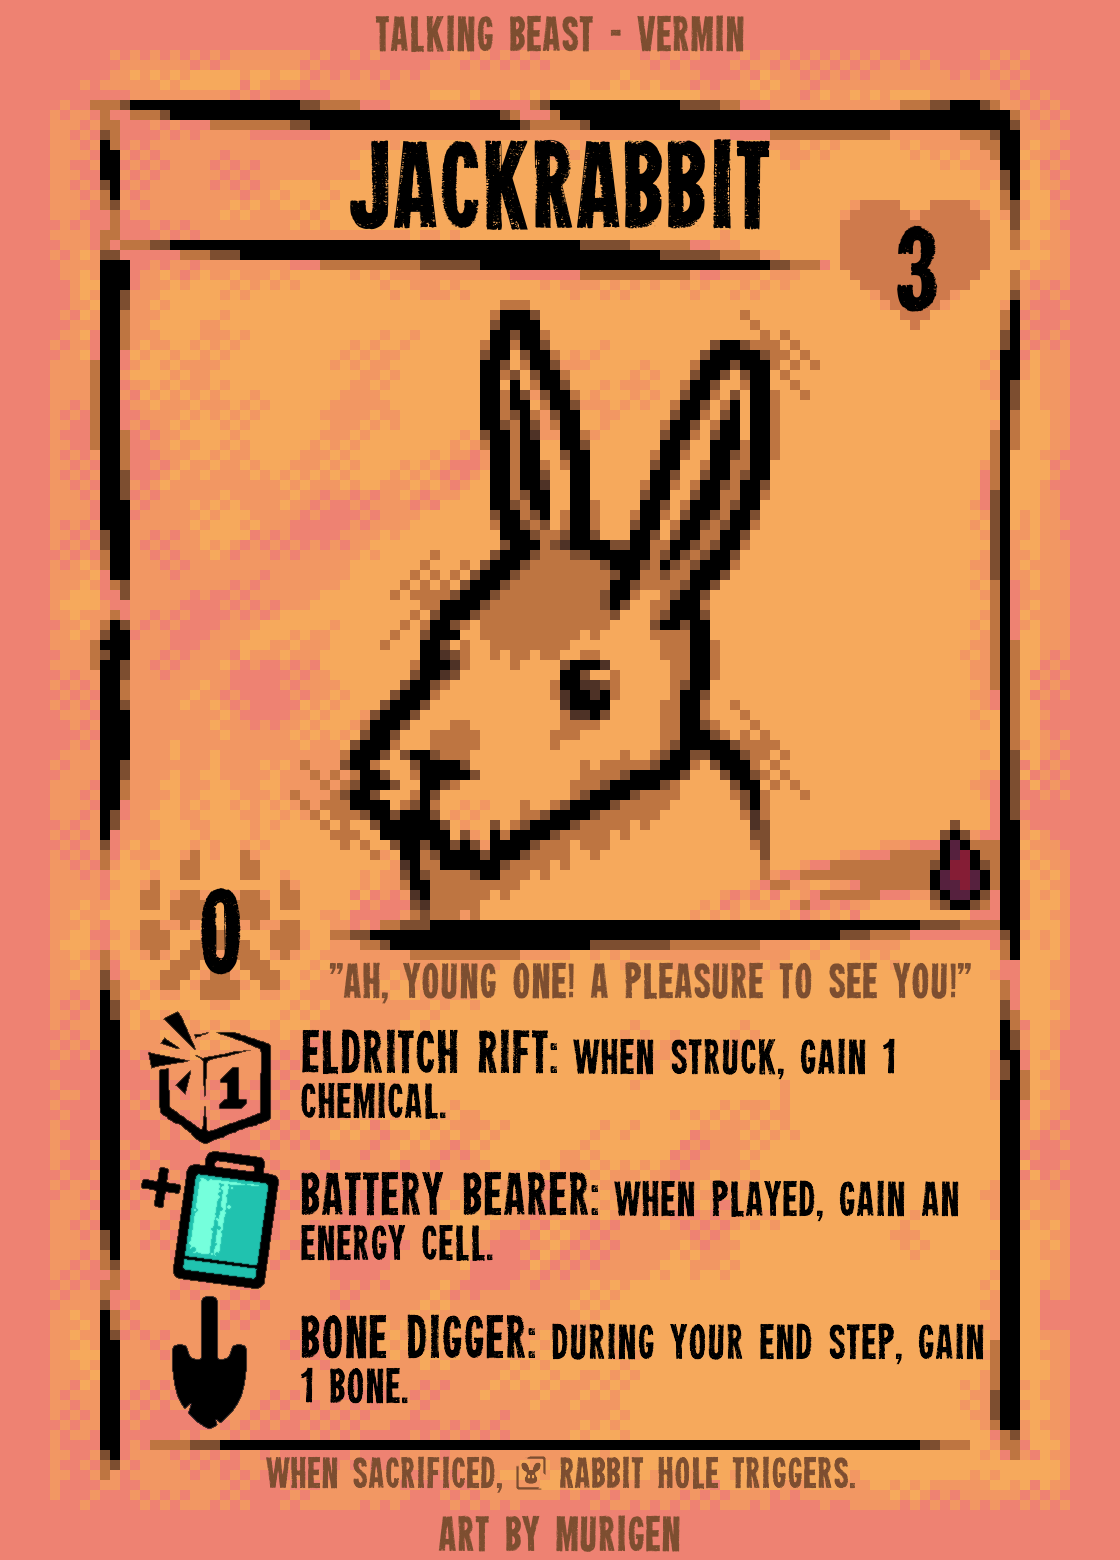 TALKING BEAST - VERMIN
JACKRABBIT
3
0
"AH, YOUNG ONE! A PLEASURE TO SEE YOU!"
1
ELDRITCH RIFT: WHEN STRUCK, GAIN 1
CHEMICAL.
+
BATTERY BEARER: WHEN PLAYED, GAIN AN
ENERGY CELL.
BONE DIGGER: DURING YOUR END STEP, GAIN
1 BONE.
WHEN SACRIFICED, RABBIT HOLE TRIGGERS.
ART BY MURIGEN